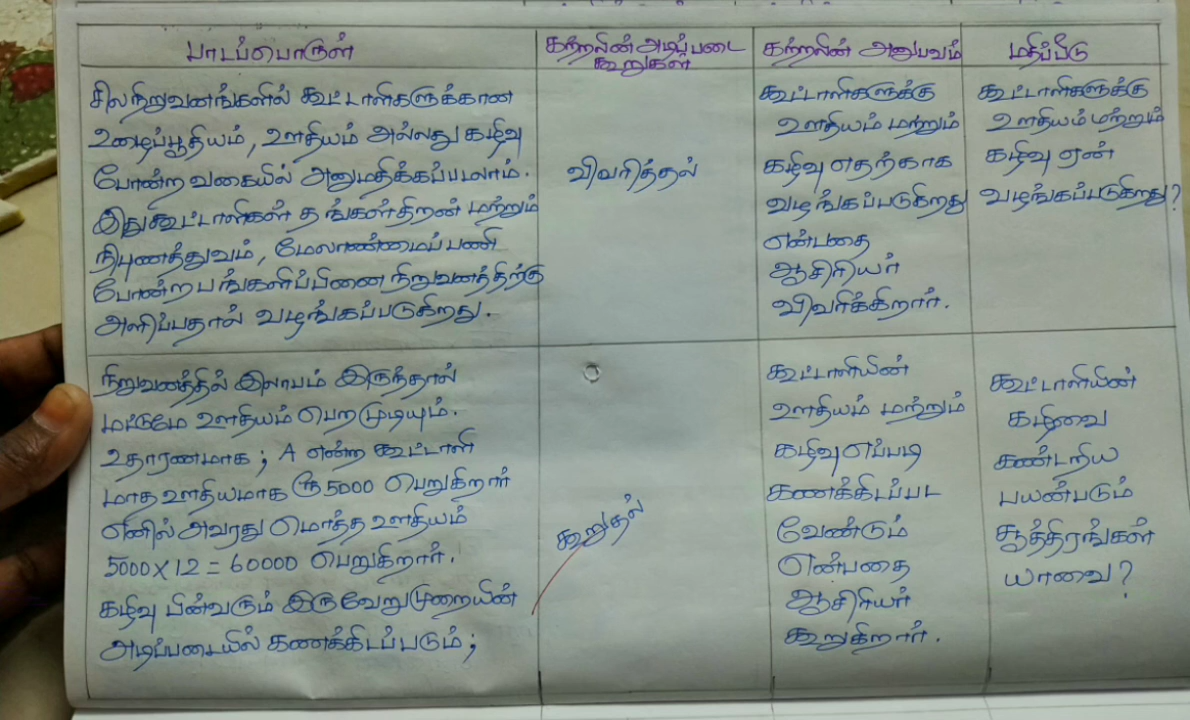 பாடப்பொருள்
கற்றலின் அடிப்படை
கூறுகள்
கற்றலின் அனுபவம்
மதிப்பீடு
சிலநிறுவனங்களில் கூட்டாளிகளுக்கான
உழைப்பூதியம், ஊதியம் அல்லது கழிவு
போன்ற வகையில் அனுமதிக்கப்படலாம்.
இது கூட்டாளிகள் தங்கள்திறன் மற்றும்
நிபுணத்துவம், மேலாண்மைப்பணி
போன்ற பங்களிப்பினை நிறுவனத்திற்கு
அளிப்பதால் வழங்கப்படுகிறது.
விவரித்தல்
கூட்டாளிகளுக்கு
ஊதியம் மற்றும்
கழிவு எதற்காக
வழங்கப்படுகிறது
என்பதை
ஆசிரியர்
விவரிக்கிறார்.
கூட்டாளிகளுக்கு
ஊதியம் மற்றும்
கழிவு ஏன்
வழங்கப்படுகிறது?
நிறுவனத்தில் இலாபம் இருந்தால்
மட்டுமே ஊதியம் பெறமுடியும்.
உதாரணமாக; A என்ற கூட்டாளி
மாத ஊதியமாக ரூ5000 பெறுகிறார்
எனில் அவரது மொத்த ஊதியம்
5000 X 12 = 60000 பெறுகிறார்.
கழிவு பின்வரும் இருவேறுமுறையின்
அடிப்படையில் கணக்கிடப்படும்;
கூறுதல்
கூட்டாளியின்
ஊதியம் மற்றும்
கழிவு எப்படி
கணக்கிடப்பட
வேண்டும்
என்பதை
ஆசிரியர்
கூறுகிறார்.
கூட்டாளியின்
கழிவை
கண்டறிய
பயன்படும்
சூத்திரங்கள்
யாவை?